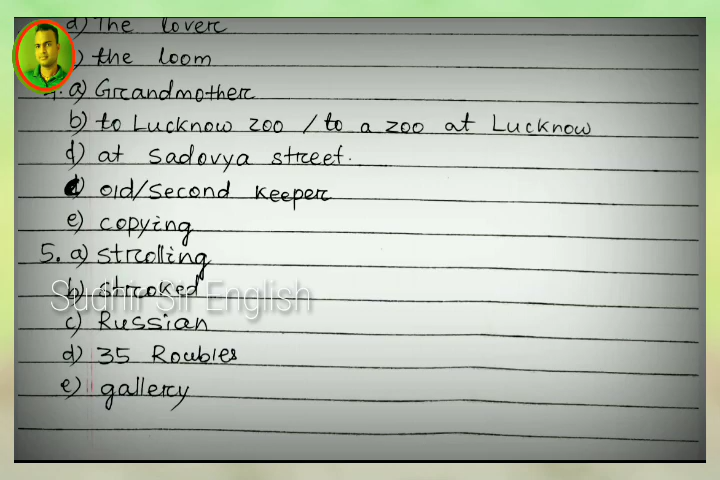 d) The lover
) the loom
4. a) Grandmother
b) to Lucknow zoo / to a zoo at Lucknow
d) at Sadovya street.
d) old/second keeper
e) copying
5. a) strolling
b) stroked
Sudhir Sir English
c) Russian
d) 35 Roubles
e) gallery